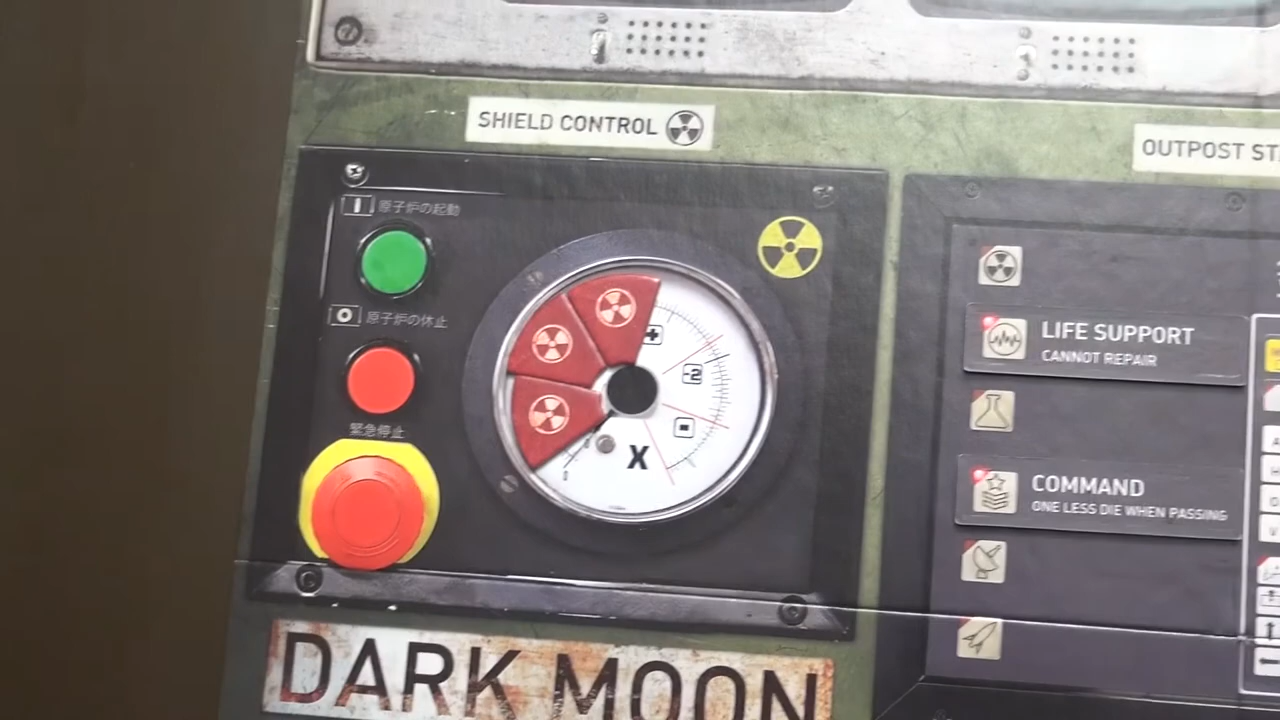 SHIELD CONTROL
OUTPOST
原子炉の起動
原子炉の休止
緊急停止
-2
X
0
LIFE SUPPORT
CANNOT REPAIR
COMMAND
ONE LESS DIE WHEN PASSING
DARK MOON